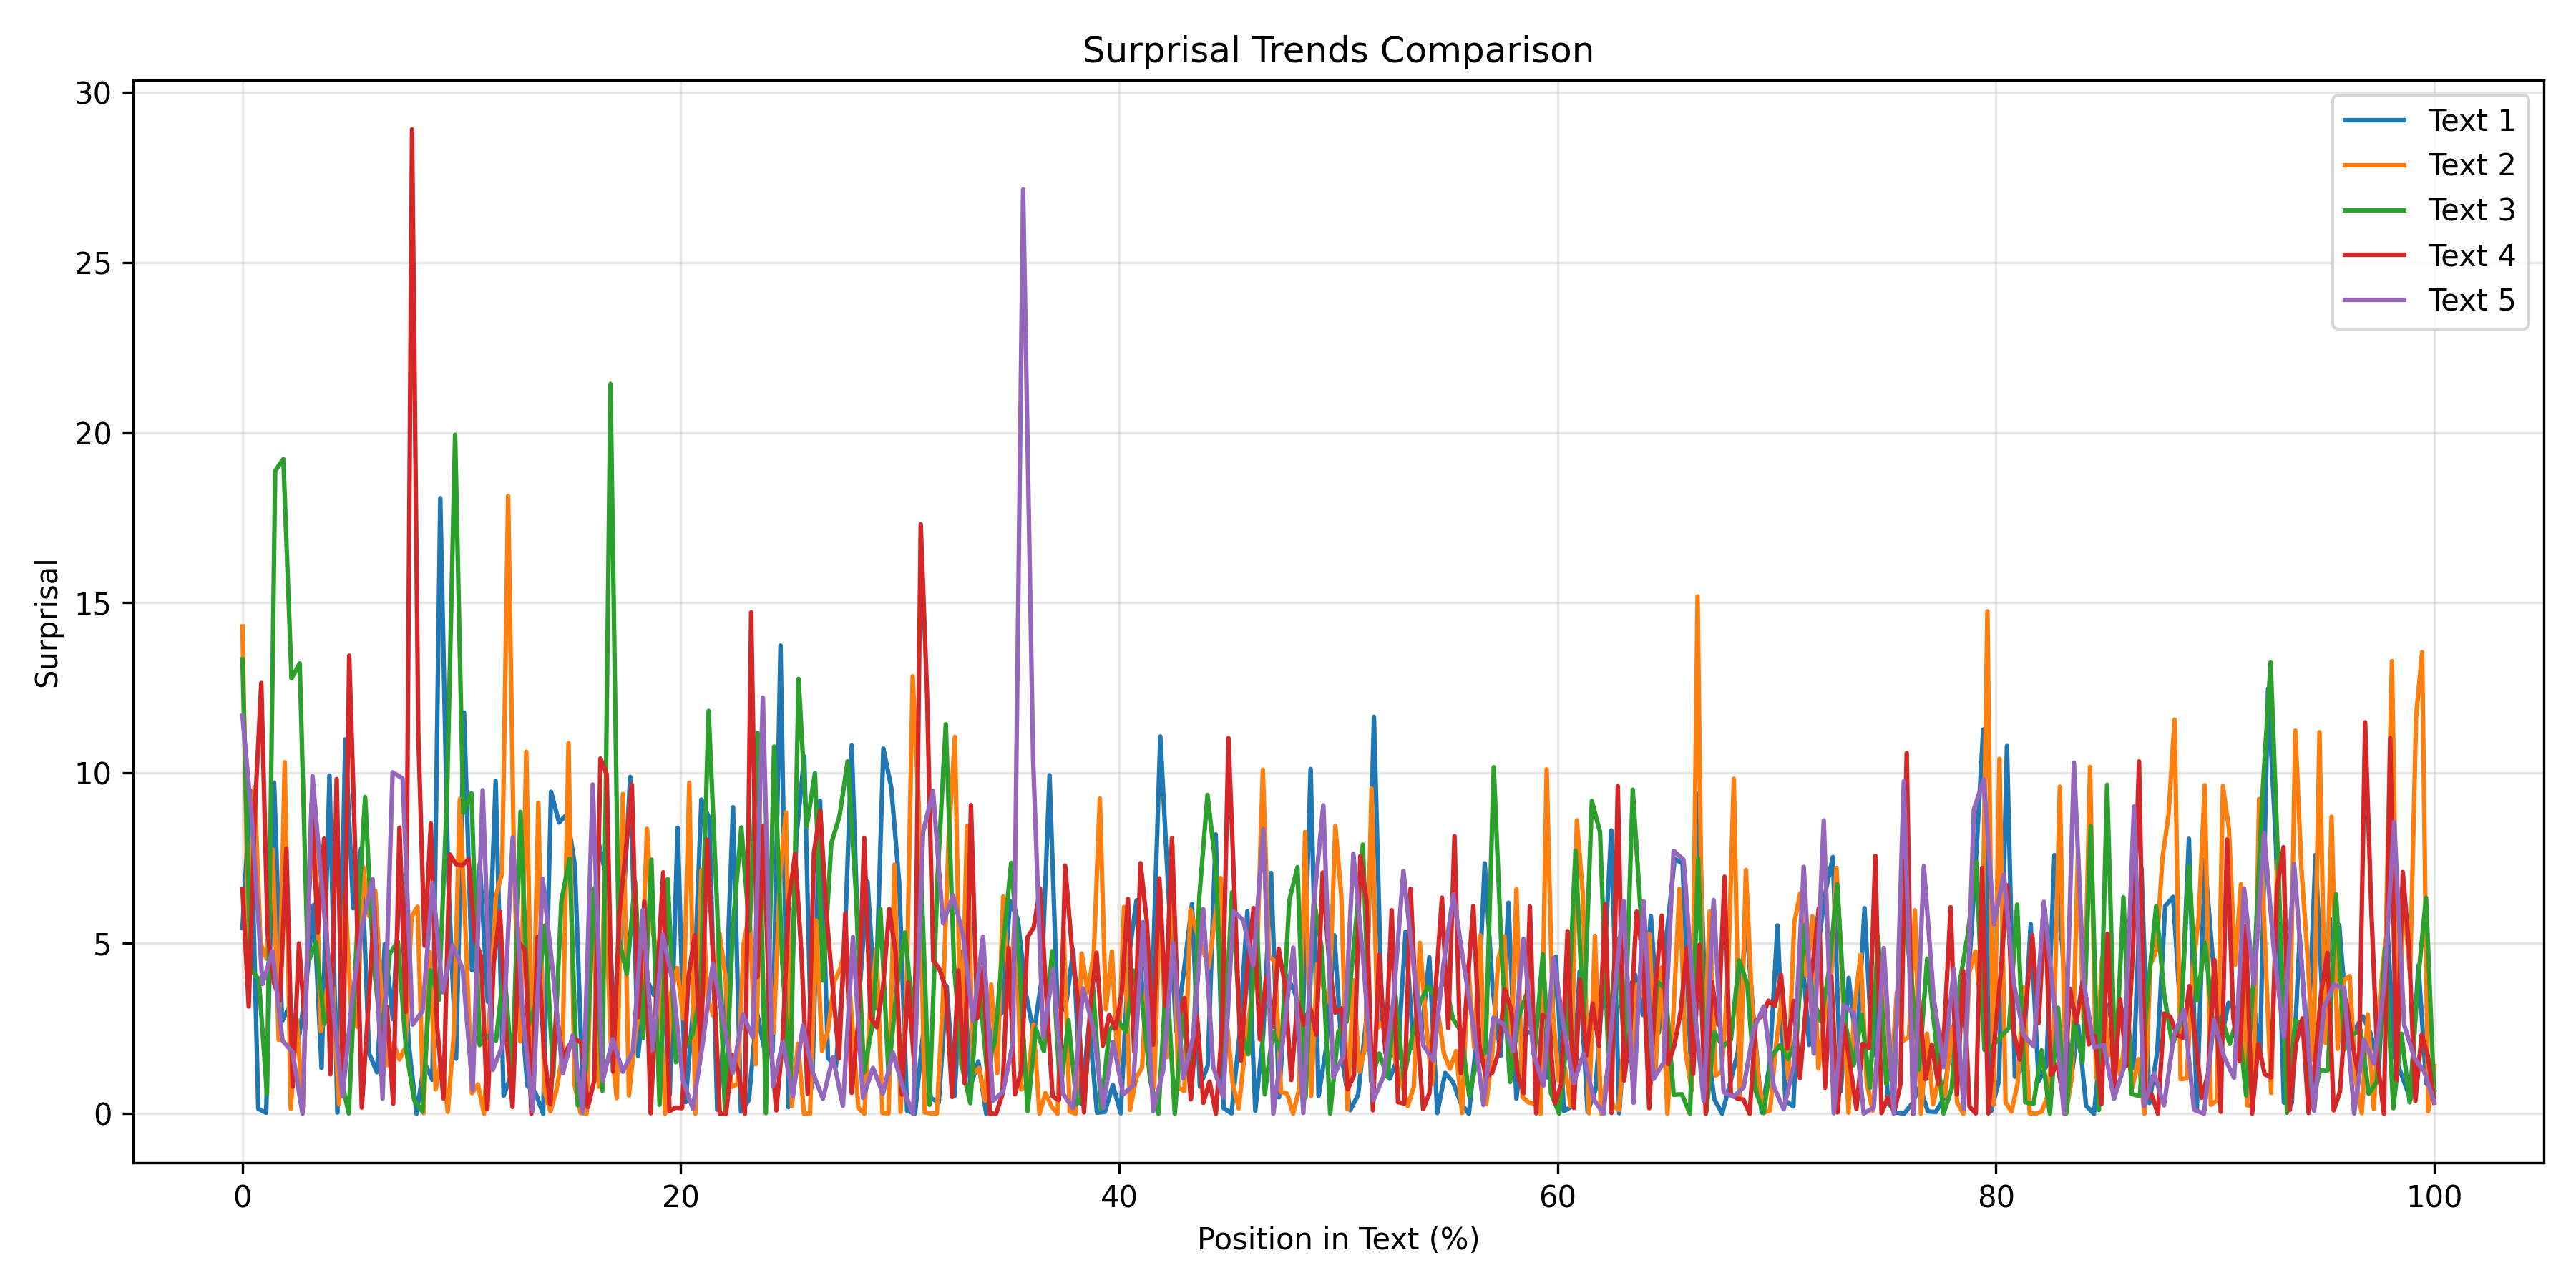 Surprisal Trends Comparison
30
25
20
15
10
5
0
Surprisal
0 20 40 60 80 100
Position in Text (%)
Text 1
Text 2
Text 3
Text 4
Text 5